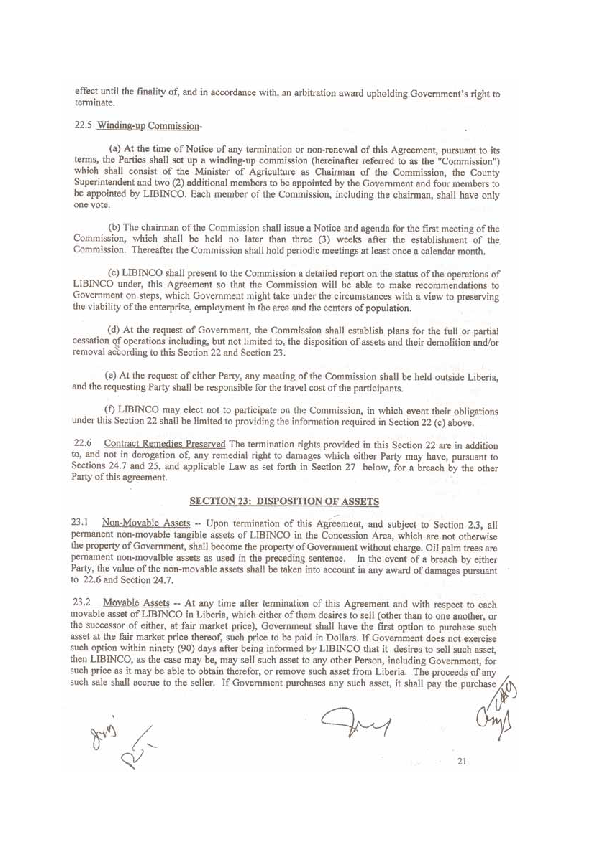 effect until the finality of, and in accordance with, an arbitration award upholding Government's right to
terminate.
22.5 Winding-up Commission-
(a) At the time of Notice of any termination or non-renewal of this Agreement, pursuant to its
terms, the Parties shall set up a winding-up commission (hereinafter referred to as the "Commission")
which shall consist of the Minister of Agriculture as Chairman of the Commission, the County
Superintendent and two (2) additional members to be appointed by the Government and four members to
be appointed by LIBINCO. Each member of the Commission, including the chairman, shall have only
one vote.
(b) The chairman of the Commission shall issue a Notice and agenda for the first meeting of the
Commission, which shall be held no later than three (3) weeks after the establishment of the
Commission. Thereafter the Commission shall hold periodic meetings at least once a calendar month.
(c) LIBINCO shall present to the Commission a detailed report on the status of the operations of
LIBINCO under, this Agreement so that the Commission will be able to make recommendations to
Government on steps, which Government might take under the circumstances with a view to preserving
the viability of the enterprise, employment in the area and the centers of population.
(d) At the request of Government, the Commission shall establish plans for the full or partial
cessation of operations including, but not limited to, the disposition of assets and their demolition and/or
removal according to this Section 22 and Section 23.
(e) At the request of either Party, any meeting of the Commission shall be held outside Liberia,
and the requesting Party shall be responsible for the travel cost of the participants.
(f) LIBINCO may elect not to participate on the Commission, in which event their obligations
under this Section 22 shall be limited to providing the information required in Section 22 (c) above.
22.6 Contract Remedies Preserved The termination rights provided in this Section 22 are in addition
to, and not in derogation of, any remedial right to damages which either Party may have, pursuant to
Sections 24.7 and 25, and applicable Law as set forth in Section 27 below, for a breach by the other
Party of this agreement.
SECTION 23: DISPOSITION OF ASSETS
23.1 Non-Movable Assets -- Upon termination of this Agreement, and subject to Section 2.3, all
permanent non-movable tangible assets of LIBINCO in the Concession Area, which are not otherwise
the property of Government, shall become the property of Government without charge. Oil palm trees are
permanent non-movalble assets as used in the preceding sentence. In the event of a breach by either
Party, the value of the non-movable assets shall be taken into account in any award of damages pursuant
to 22.6 and Section 24.7.
23.2 Movable Assets -- At any time after termination of this Agreement and with respect to each
movable asset of LIBINCO in Liberia, which either of them desires to sell (other than to one another, or
the successor of either, at fair market price), Government shall have the first option to purchase such
asset at the fair market price thereof, such price to be paid in Dollars. If Government does not exercise
such option within ninety (90) days after being informed by LIBINCO that it desires to sell such asset,
then LIBINCO, as the case may be, may sell such asset to any other Person, including Government, for
such price as it may be able to obtain therefor, or remove such asset from Liberia. The proceeds of any
such sale shall accrue to the seller. If Government purchases any such asset, it shall pay the purchase
21